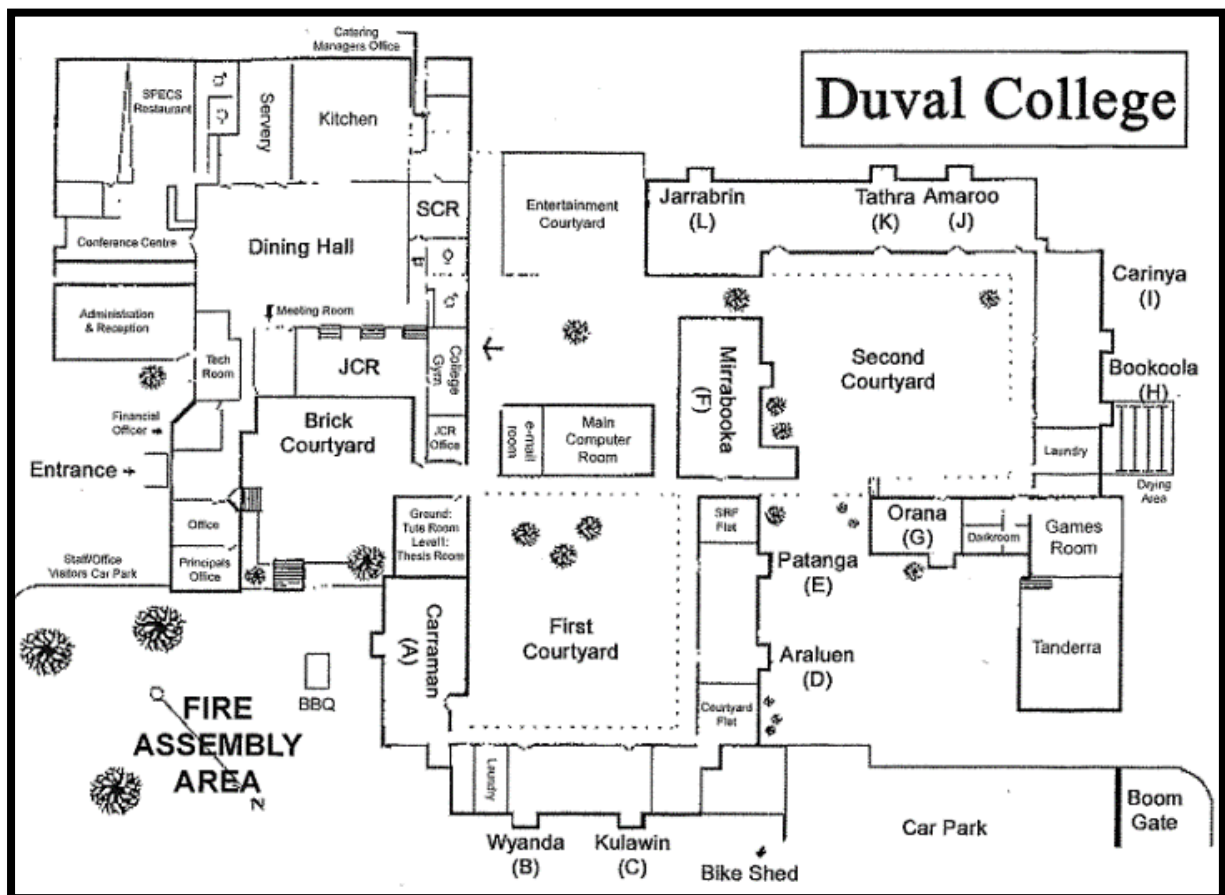 Catering
Managers Office
Duval College
SPECS
Restaurant
Servery
Kitchen
SCR
Entertainment
Courtyard
Jarrabrin
(L)
Tathra
(K)
Amaroo
(J)
Conference Centre
Dining Hall
Carinya
(I)
Administration
& Reception
Meeting Room
Tech
Room
JCR
College
Gym
Mirrabooka
(F)
Second
Courtyard
Bookoola
(H)
Financial
Officer
Brick
Courtyard
JCR
Office
e-mail
room
Main
Computer
Room
Laundry
Entrance
Drying
Area
Office
Ground:
Tute Room
Level1:
Thesis Room
SRF
Flat
Orana
(G)
Darkroom
Games
Room
Staff/Office
Visitors Car Park
Principals
Office
Patanga
(E)
Carraman
(A)
First
Courtyard
Araluen
(D)
Tanderra
BBQ
Courtyard
Flat
FIRE
ASSEMBLY
AREA
N
Laundry
Wyanda
(B)
Kulawin
(C)
Bike Shed
Car Park
Boom
Gate